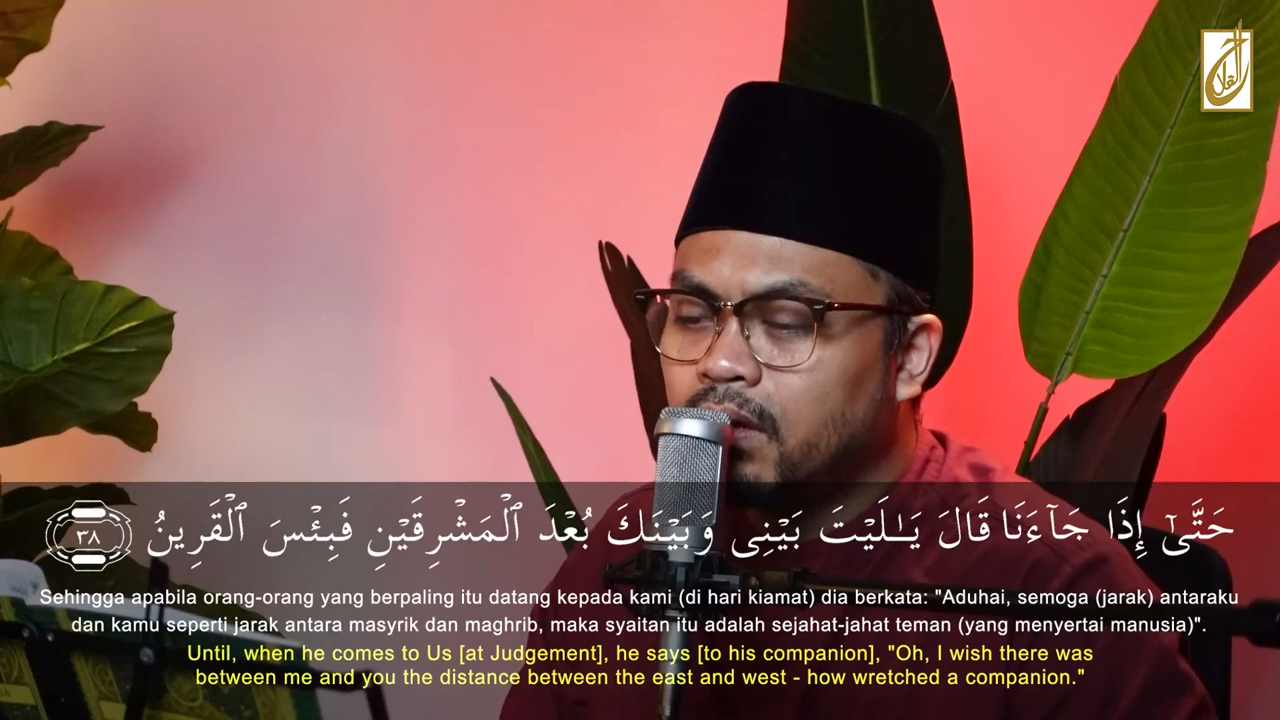 حَتَّىٰٓ إِذَا جَآءَنَا قَالَ يَـٰلَيْتَ بَيْنِى وَبَيْنَكَ بُعْدَ ٱلْمَشْرِقَيْنِ فَبِئْسَ ٱلْقَرِينُ ٣٨
Sehingga apabila orang-orang yang berpaling itu datang kepada kami (di hari kiamat) dia berkata: "Aduhai, semoga (jarak) antaraku
dan kamu seperti jarak antara masyrik dan maghrib, maka syaitan itu adalah sejahat-jahat teman (yang menyertai manusia)".
Until, when he comes to Us [at Judgement], he says [to his companion], "Oh, I wish there was
between me and you the distance between the east and west - how wretched a companion."